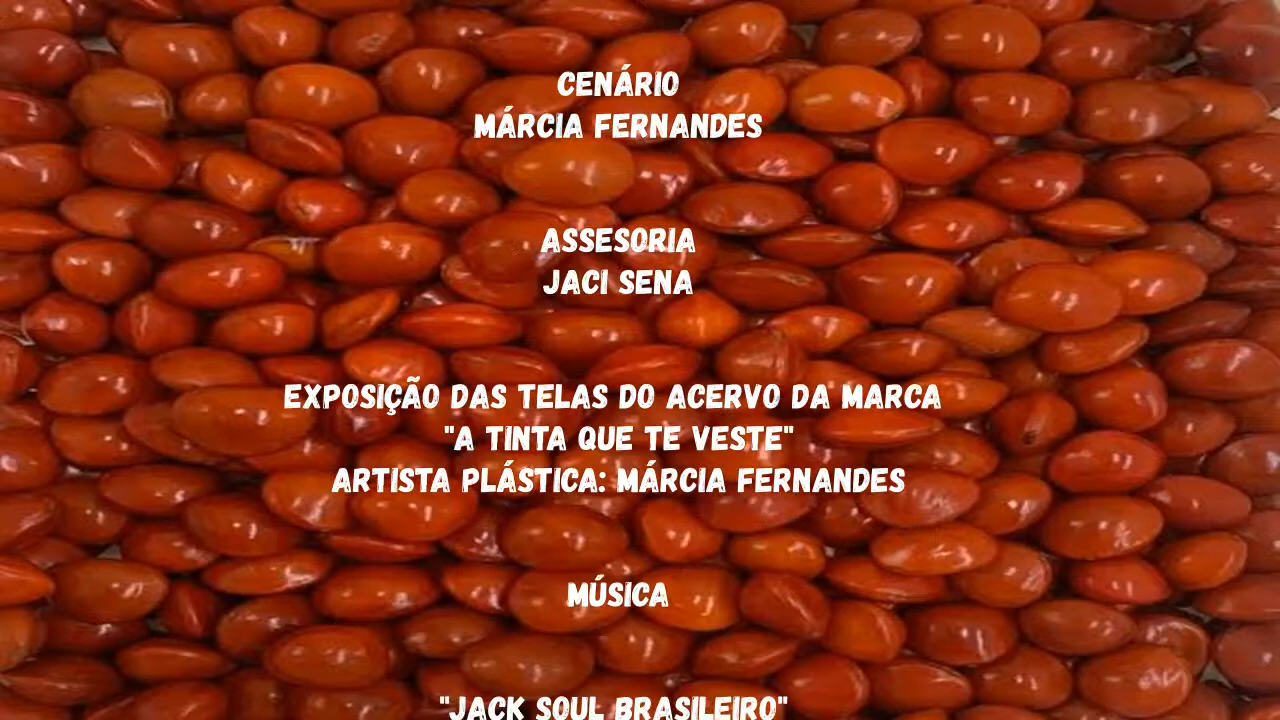 CENÁRIO
MÁRCIA FERNANDES
ASSESORIA
JACI SENA
EXPOSIÇÃO DAS TELAS DO ACERVO DA MARCA
"A TINTA QUE TE VESTE"
ARTISTA PLÁSTICA: MÁRCIA FERNANDES
MÚSICA
"JACK SOUL BRASILEIRO"